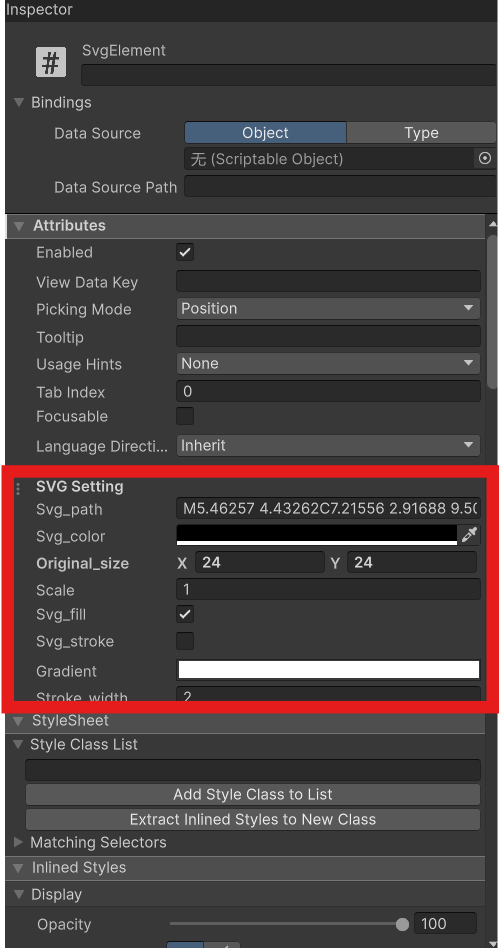 Inspector
#
SvgElement
Bindings
Data Source Object Type
无 (Scriptable Object)
Data Source Path
Attributes
Enabled
View Data Key
Picking Mode Position
Tooltip
Usage Hints None
Tab Index 0
Focusable
Language Directi... Inherit
SVG Setting
Svg_path M5.46257 4.43262C7.21556 2.91688 9.50
Svg_color
Original_size X 24 Y 24
Scale 1
Svg_fill
Svg_stroke
Gradient
Stroke_width 2
StyleSheet
Style Class List
Add Style Class to List
Extract Inlined Styles to New Class
Matching Selectors
Inlined Styles
Display
Opacity 100